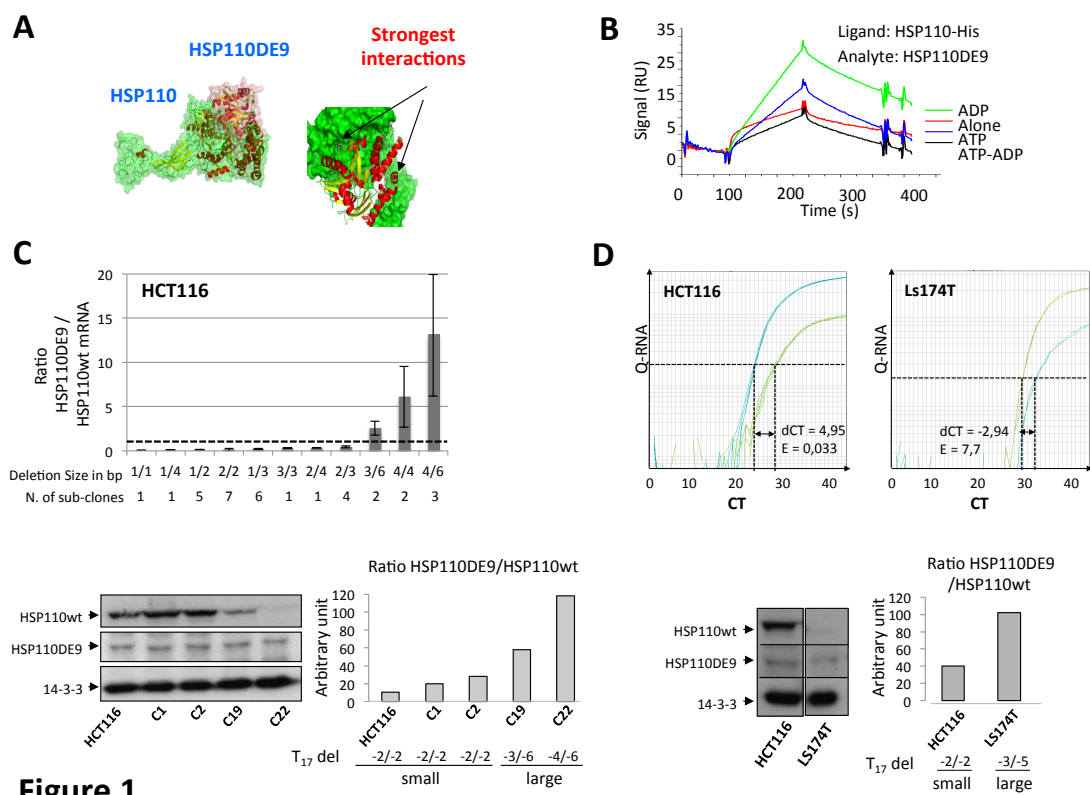 A
HSP110DE9
HSP110
Strongest
interactions
B
Ligand: HSP110-His
Analyte: HSP110DE9
Signal (RU)
35
25
15
5
0
0 100 200 300 400
Time (s)
ADP
Alone
ATP
ATP-ADP
C
HCT116
Ratio
HSP110DE9 /
HSP110wt mRNA
20
15
10
5
0
Deletion Size in bp 1/1 1/4 1/2 2/2 1/3 3/3 2/4 2/3 3/6 4/4 4/6
N. of sub-clones 1 1 5 7 6 1 1 4 2 2 3
D
HCT116
Q-RNA
dCT = 4,95
E = 0,033
0 10 20 30 40
CT
Ls174T
Q-RNA
dCT = -2,94
E = 7,7
0 10 20 30 40
HSP110wt
HSP110DE9
14-3-3
HCT116 C1 C2 C19 C22
Ratio HSP110DE9/HSP110wt
Arbitrary unit
120
100
80
60
40
20
0
HCT116 C1 C2 C19 C22
T17 del -2/-2 -2/-2 -2/-2 -3/-6 -4/-6
small large
HSP110wt
HSP110DE9
14-3-3
HCT116 LS174T
Ratio HSP110DE9
/HSP110wt
Arbitrary unit
120
100
80
60
40
20
0
HCT116 LS174T
T17 del -2/-2 -3/-5
small large
Figure 1